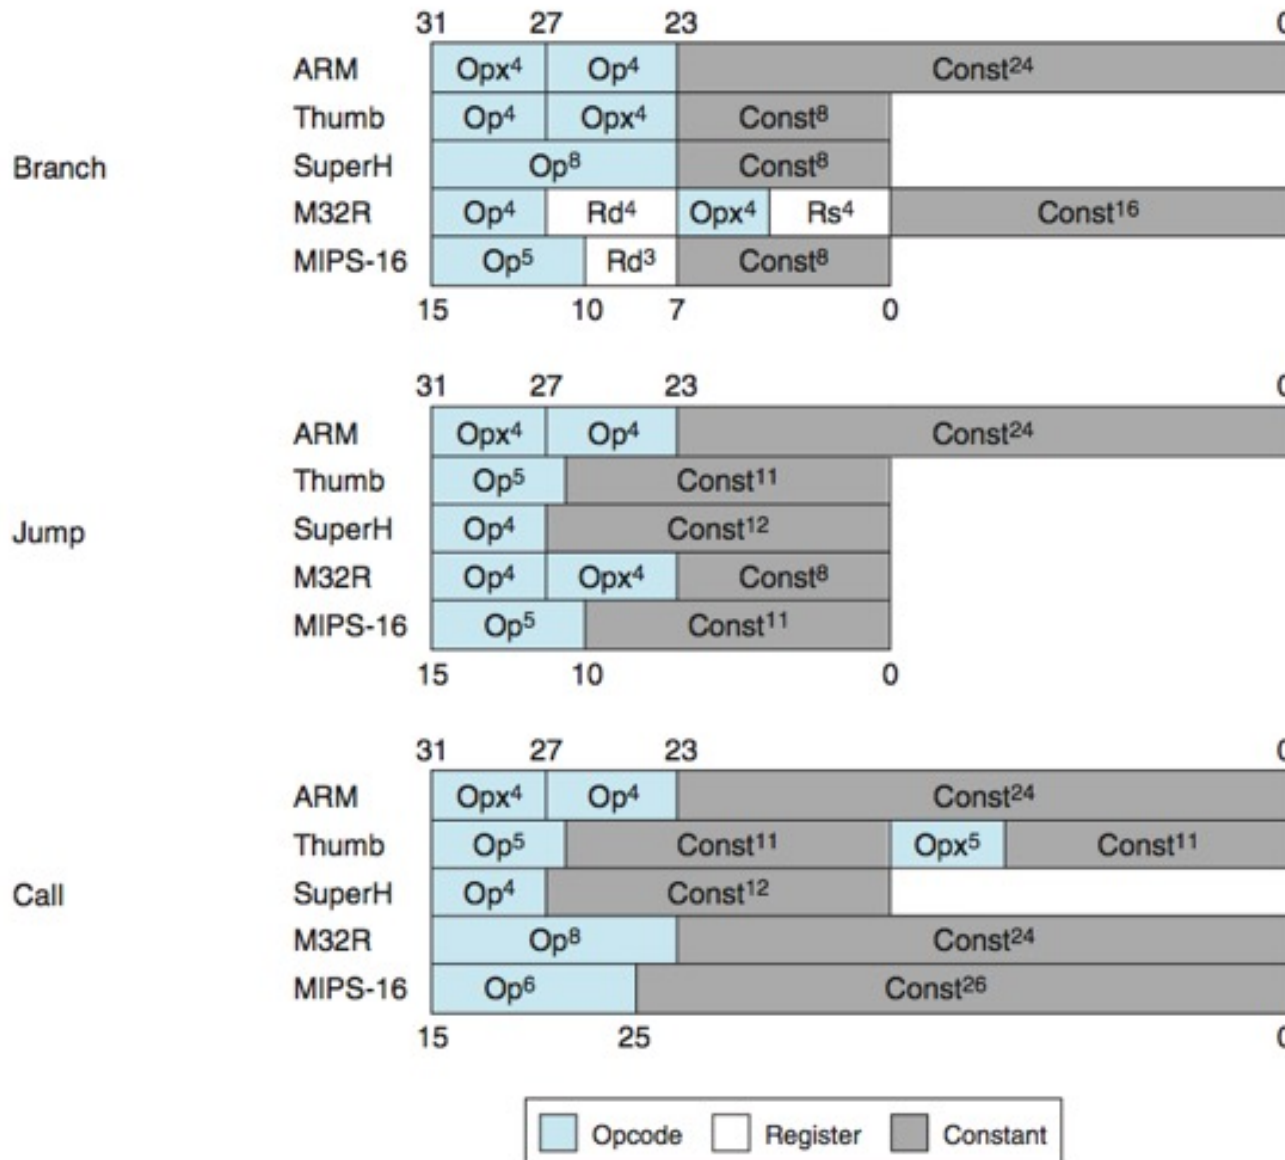 31 27 23 0
ARM Opx4 Op4 Const24
Thumb Op4 Opx4 Const8
Branch SuperH Op8 Const8
M32R Op4 Rd4 Opx4 Rs4 Const16
MIPS-16 Op5 Rd3 Const8
15 10 7 0
31 27 23 0
ARM Opx4 Op4 Const24
Thumb Op5 Const11
Jump SuperH Op4 Const12
M32R Op4 Opx4 Const8
MIPS-16 Op5 Const11
15 10 0
31 27 23 0
ARM Opx4 Op4 Const24
Thumb Op5 Const11 Opx5 Const11
Call SuperH Op4 Const12
M32R Op8 Const24
MIPS-16 Op6 Const26
15 25 0
Opcode Register Constant